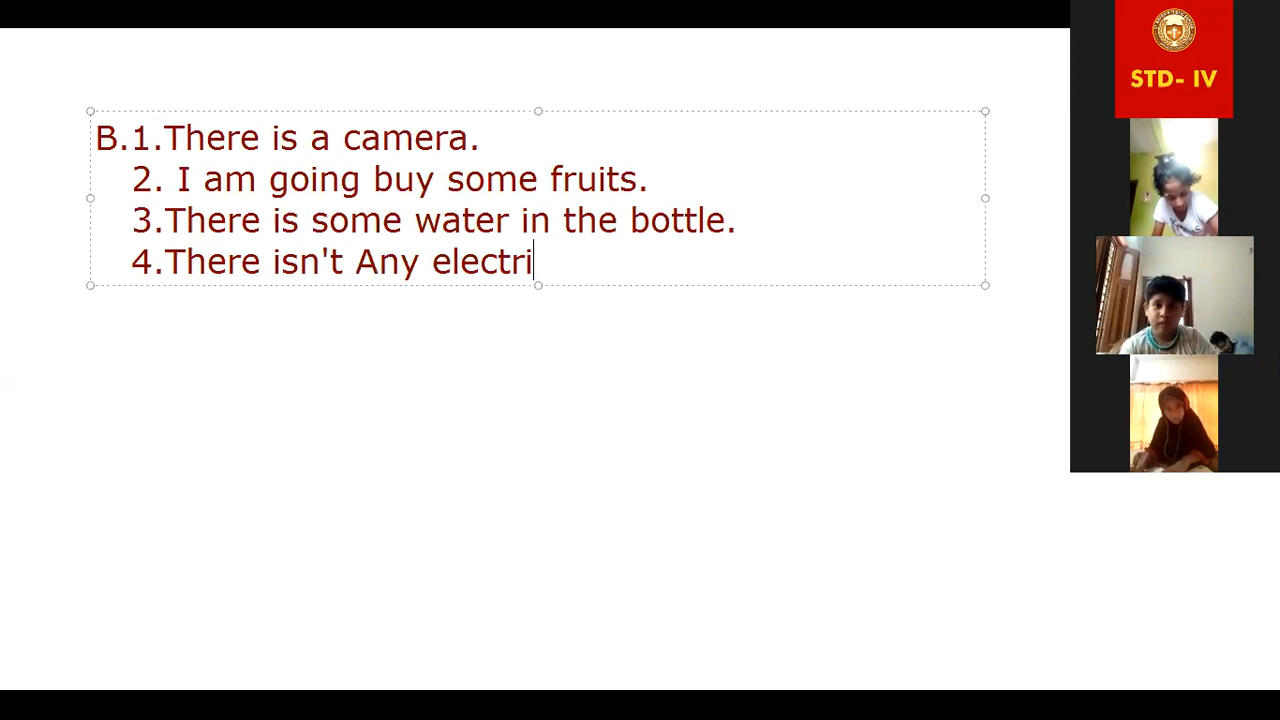 B.1.There is a camera.
2. I am going buy some fruits.
3.There is some water in the bottle.
4.There isn't Any electri
STD- IV